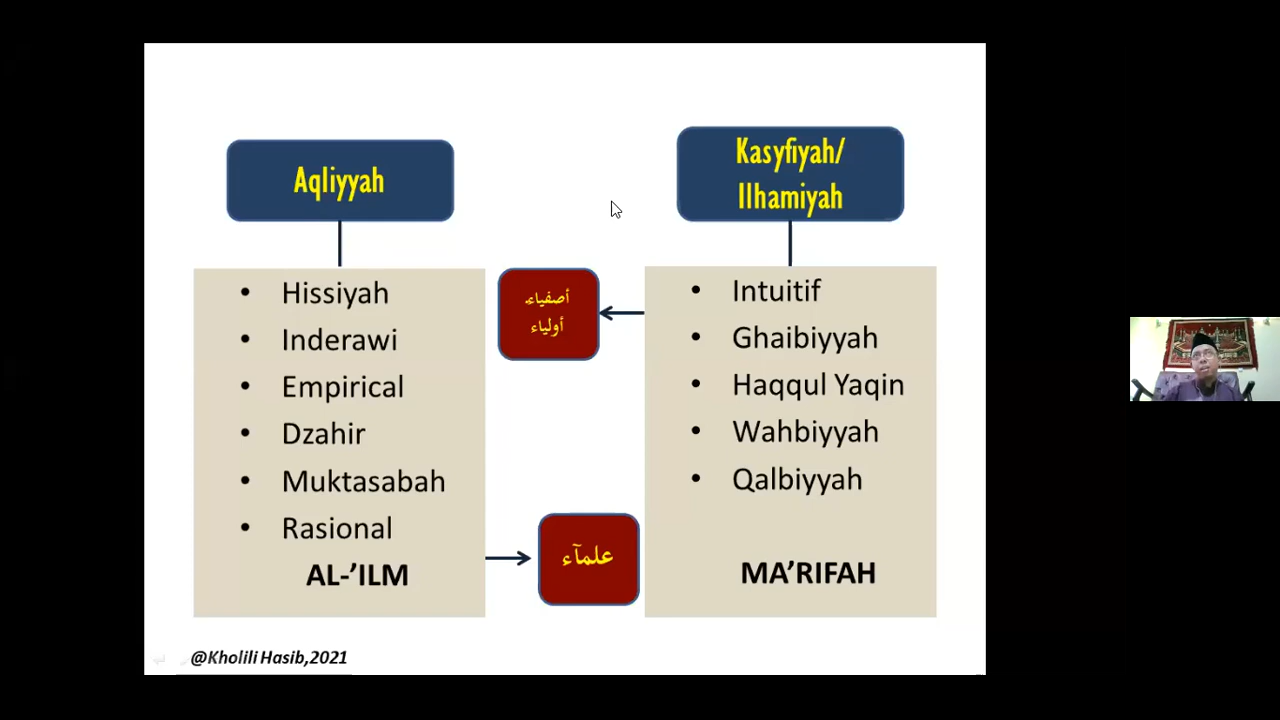 Aqliyyah
• Hissiyah
• Inderawi
• Empirical
• Dzahir
• Muktasabah
• Rasional
AL-’ILM
Kasyfiyah/
Ilhamiyah
• Intuitif
• Ghaibiyyah
• Haqqul Yaqin
• Wahbiyyah
• Qalbiyyah
MA’RIFAH
أصفياء
أولياء
علمآء
@Kholili Hasib,2021